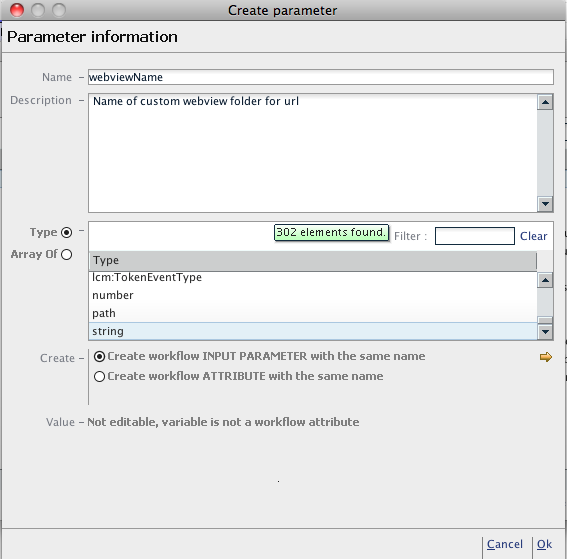 Create parameter
Parameter information
Name
webviewName
Description
Name of custom webview folder for url
Type
302 elements found.
Filter :
Clear
Array Of
Type
lcm:TokenEventType
number
path
string
Create
Create workflow INPUT PARAMETER with the same name
Create workflow ATTRIBUTE with the same name
Value
Not editable, variable is not a workflow attribute
Cancel
Ok